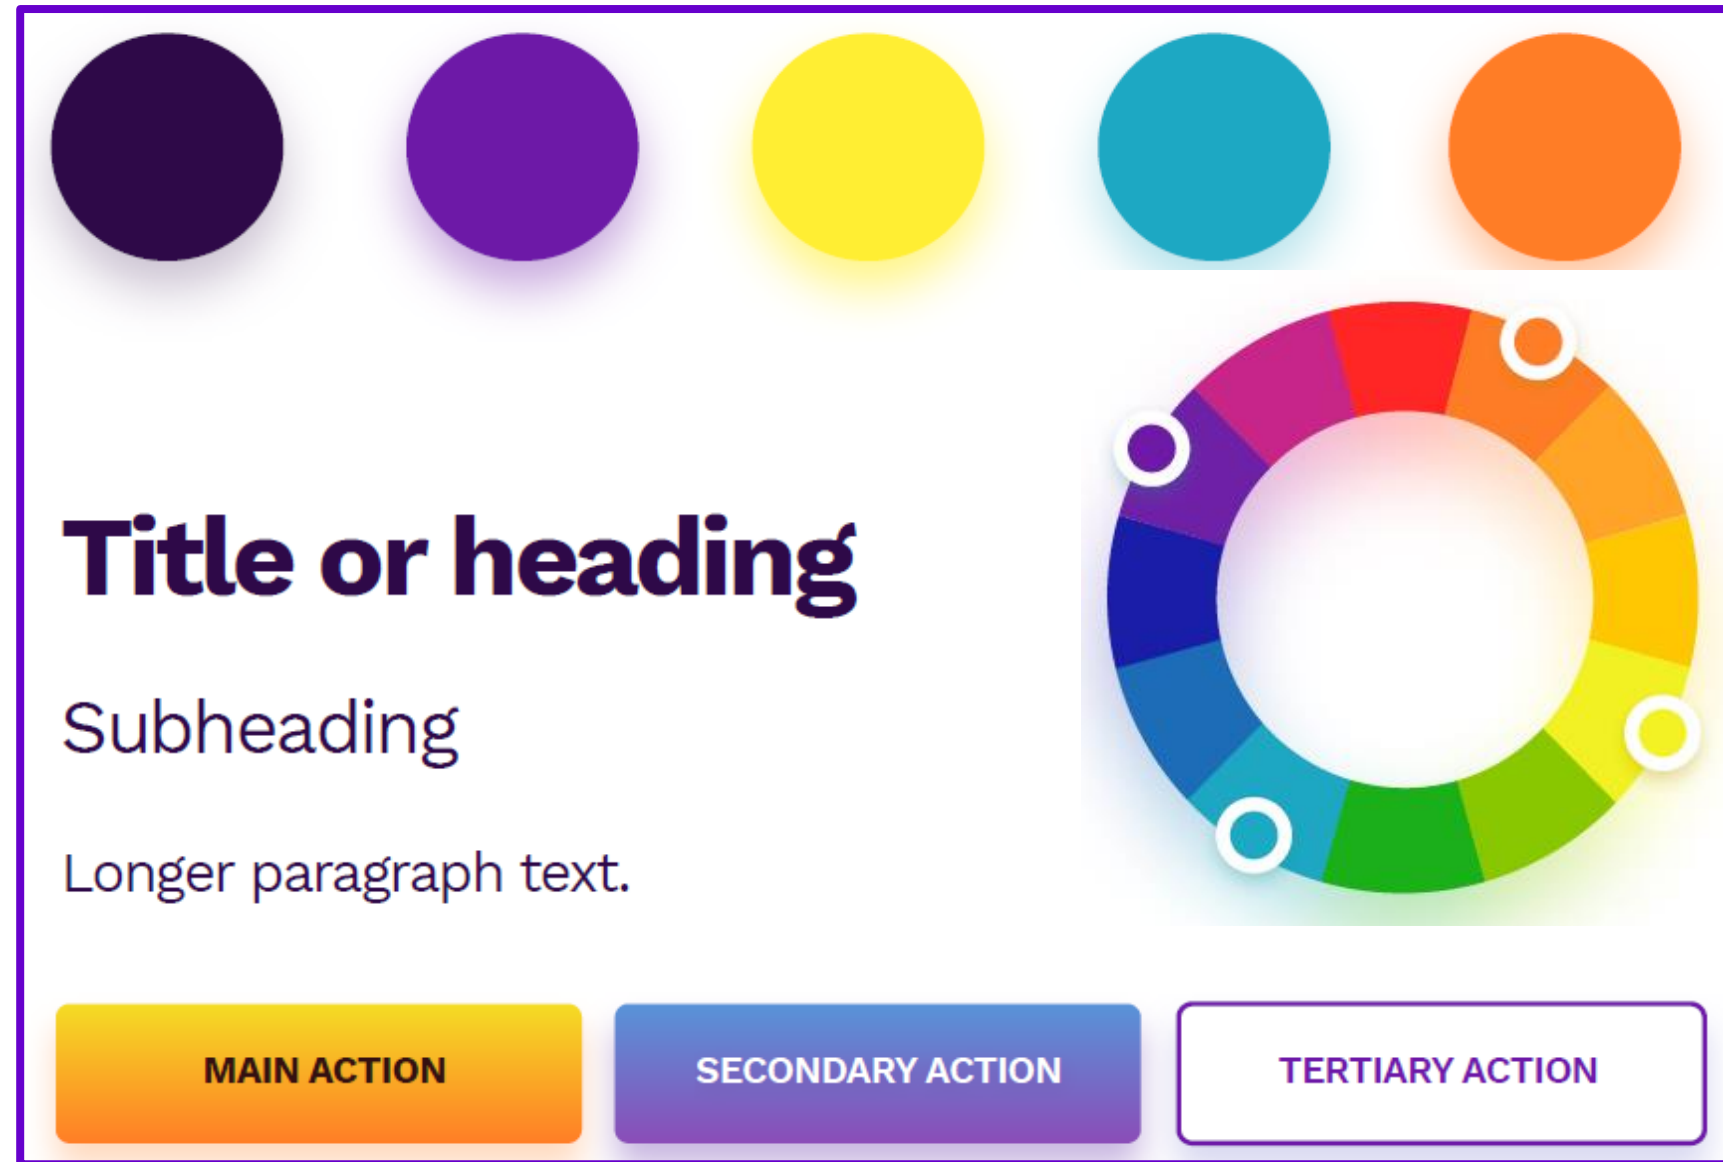 Title or heading
Subheading
Longer paragraph text.
MAIN ACTION
SECONDARY ACTION
TERTIARY ACTION